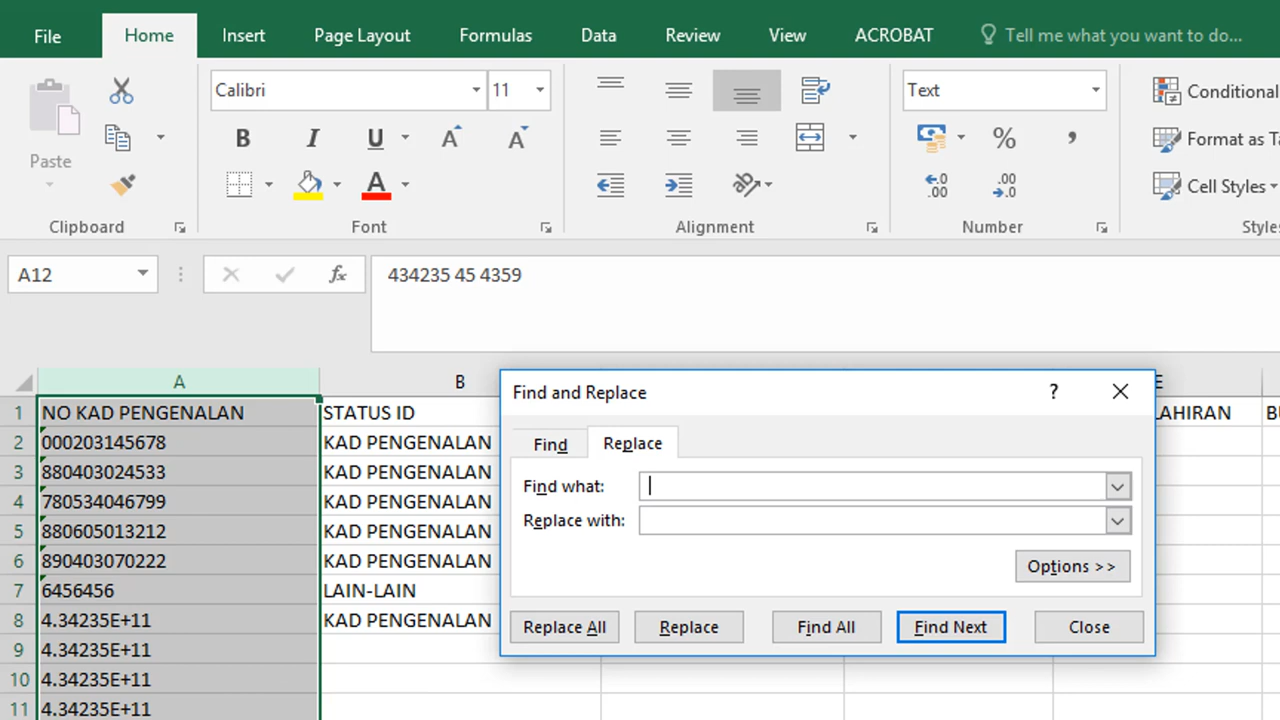 File Home Insert Page Layout Formulas Data Review View ACROBAT Tell me what you want to do...
Calibri 11 Text Conditional
Paste B I U A A % , Format as Ta
A .00 .00 Cell Styles
Clipboard Font Alignment Number Styles
A12 fx 434235 45 4359
A B E
Find and Replace ?
1 NO KAD PENGENALAN STATUS ID LAHIRAN BU
2 000203145678 KAD PENGENALAN
Find Replace
3 880403024533 KAD PENGENALAN
Find what:
4 780534046799 KAD PENGENALAN
Replace with:
5 880605013212 KAD PENGENALAN
6 890403070222 KAD PENGENALAN
Options >>
7 6456456 LAIN-LAIN
8 4.34235E+11 KAD PENGENALAN
Replace All Replace Find All Find Next Close
9 4.34235E+11
10 4.34235E+11
11 4.34235E+11